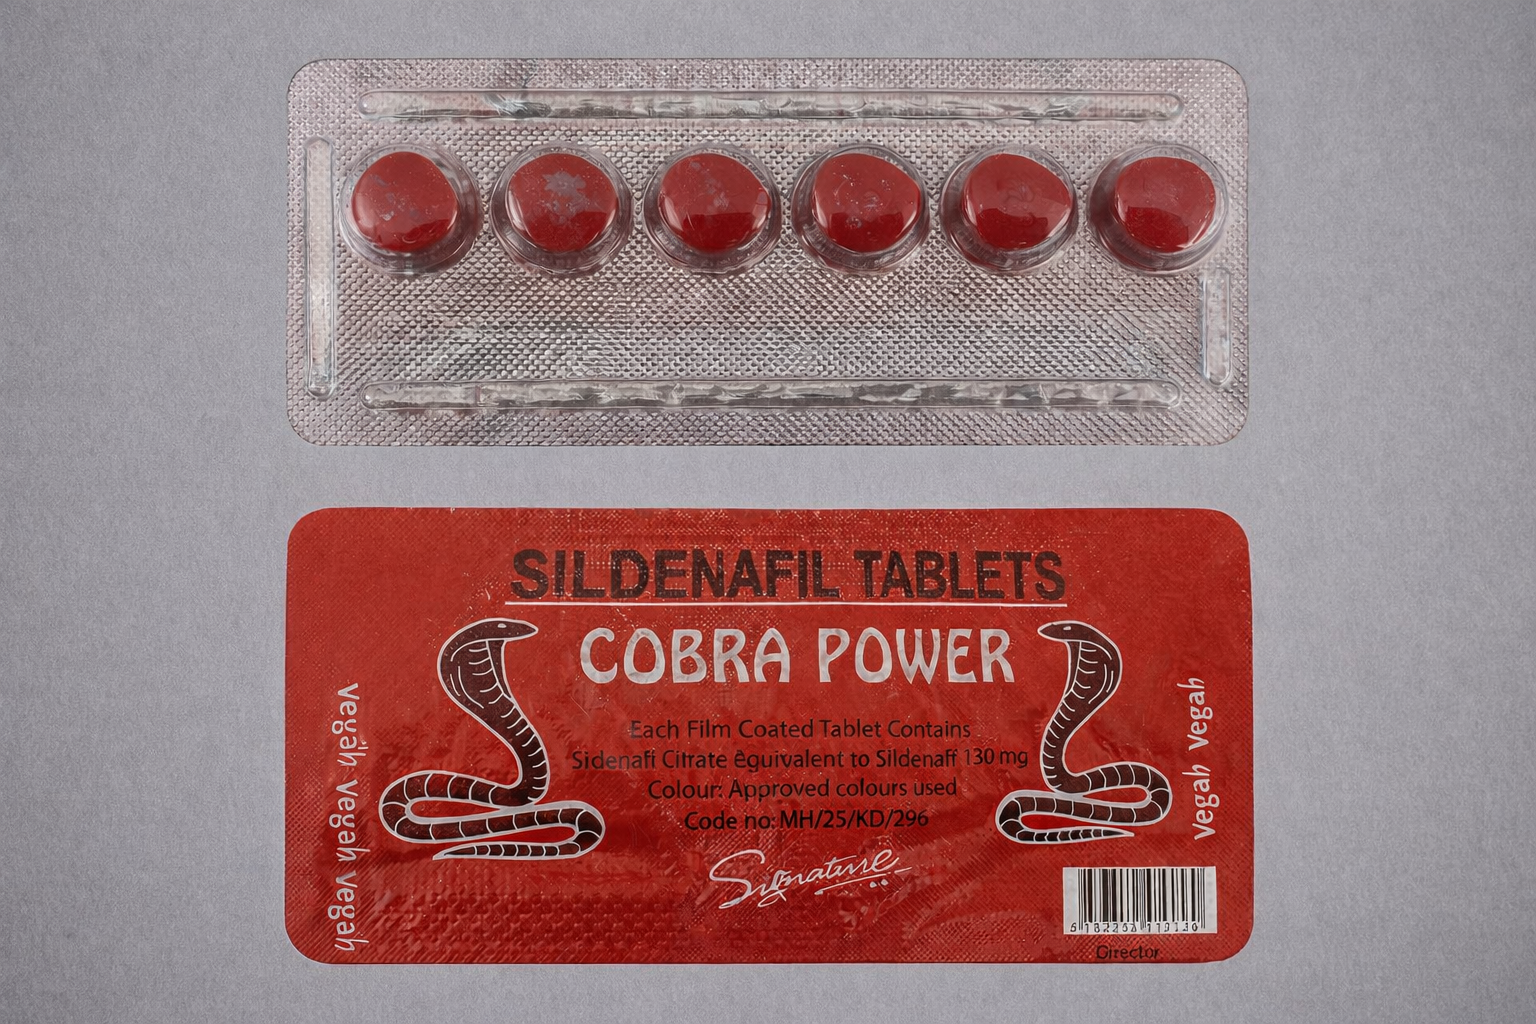 SILDENAFIL TABLETS
COBRA POWER
Each Film Coated Tablet Contains
Sidenafi Citrate èguivalent to Sildenaff 130 mg
Colour: Approved colours used
Code no: MH/25/KD/296
Signature
vegah vegah vegah
Vegah Vegah
Director